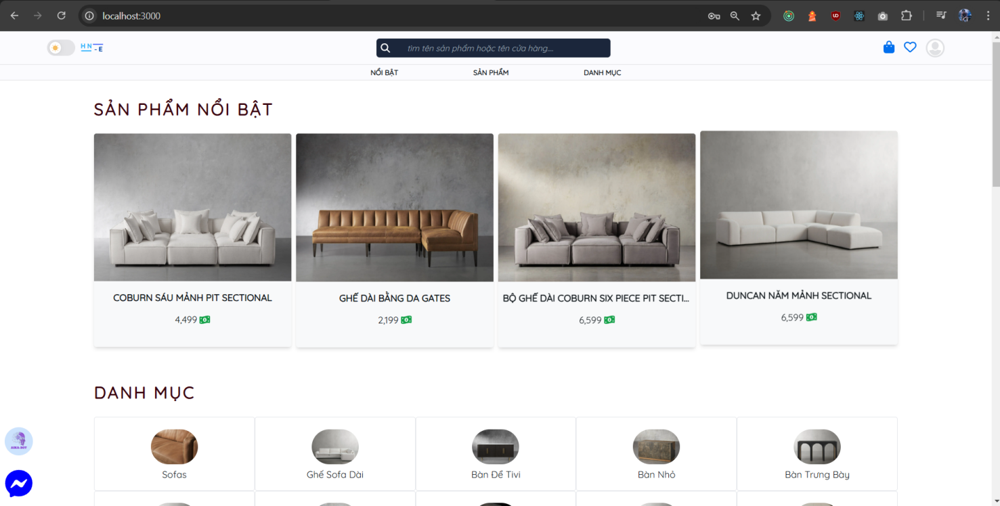 localhost:3000
HN
-E
tìm tên sản phẩm hoặc tên cửa hàng....
NỔI BẬT
SẢN PHẨM
DANH MỤC
SẢN PHẨM NỔI BẬT
COBURN SÁU MẢNH PIT SECTIONAL
4,499
GHẾ DÀI BẰNG DA GATES
2,199
BỘ GHẾ DÀI COBURN SIX PIECE PIT SECTI...
6,599
DUNCAN NĂM MẢNH SECTIONAL
6,599
DANH MỤC
Sofas
Ghế Sofa Dài
Bàn Để Tivi
Bàn Nhỏ
Bàn Trưng Bày